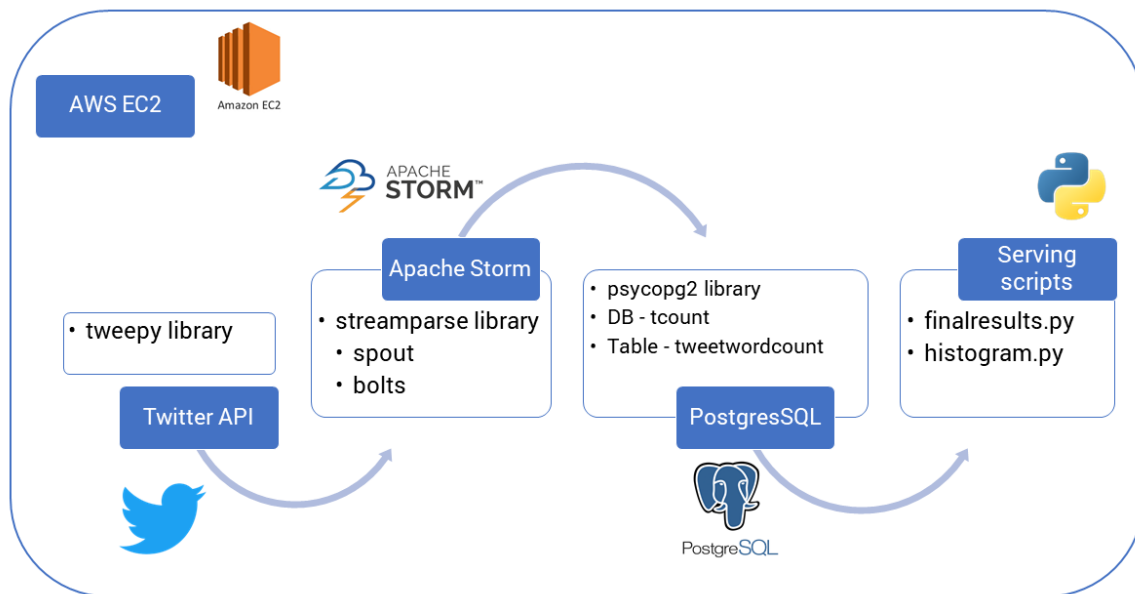 AWS EC2
Amazon EC2
APACHE
STORM™
Apache Storm
• streamparse library
• spout
• bolts
• tweepy library
Twitter API
• psycopg2 library
• DB - tcount
• Table - tweetwordcount
PostgresSQL
PostgreSQL
Serving
scripts
• finalresults.py
• histogram.py